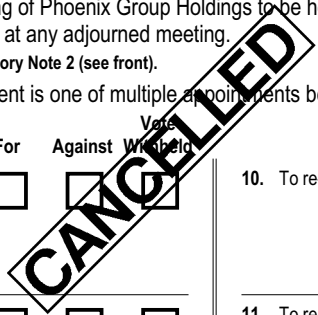 ng of Phoenix Group Holdings to be h
at any adjourned meeting.
ory Note 2 (see front).
ent is one of multiple appointments b
Vote
For Against Withheld
CANCELLED
10. To re
11. To re